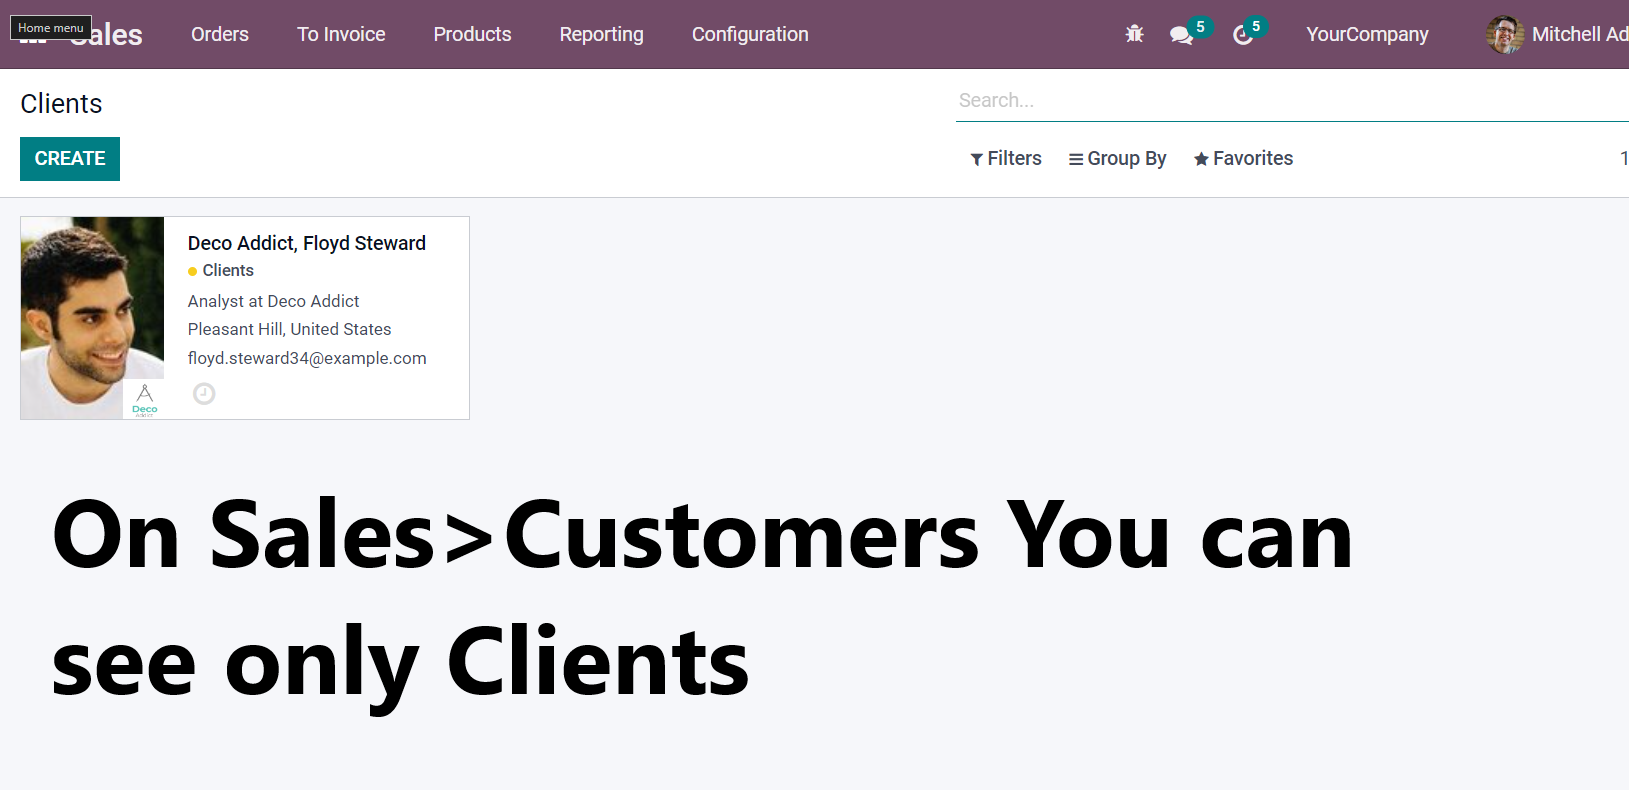 Home menu
Sales Orders To Invoice Products Reporting Configuration 5 5 YourCompany Mitchell Ad
Clients
Search...
CREATE
Filters Group By Favorites 1
Deco Addict, Floyd Steward
Clients
Analyst at Deco Addict
Pleasant Hill, United States
floyd.steward34@example.com
Deco
addict
On Sales>Customers You can
see only Clients